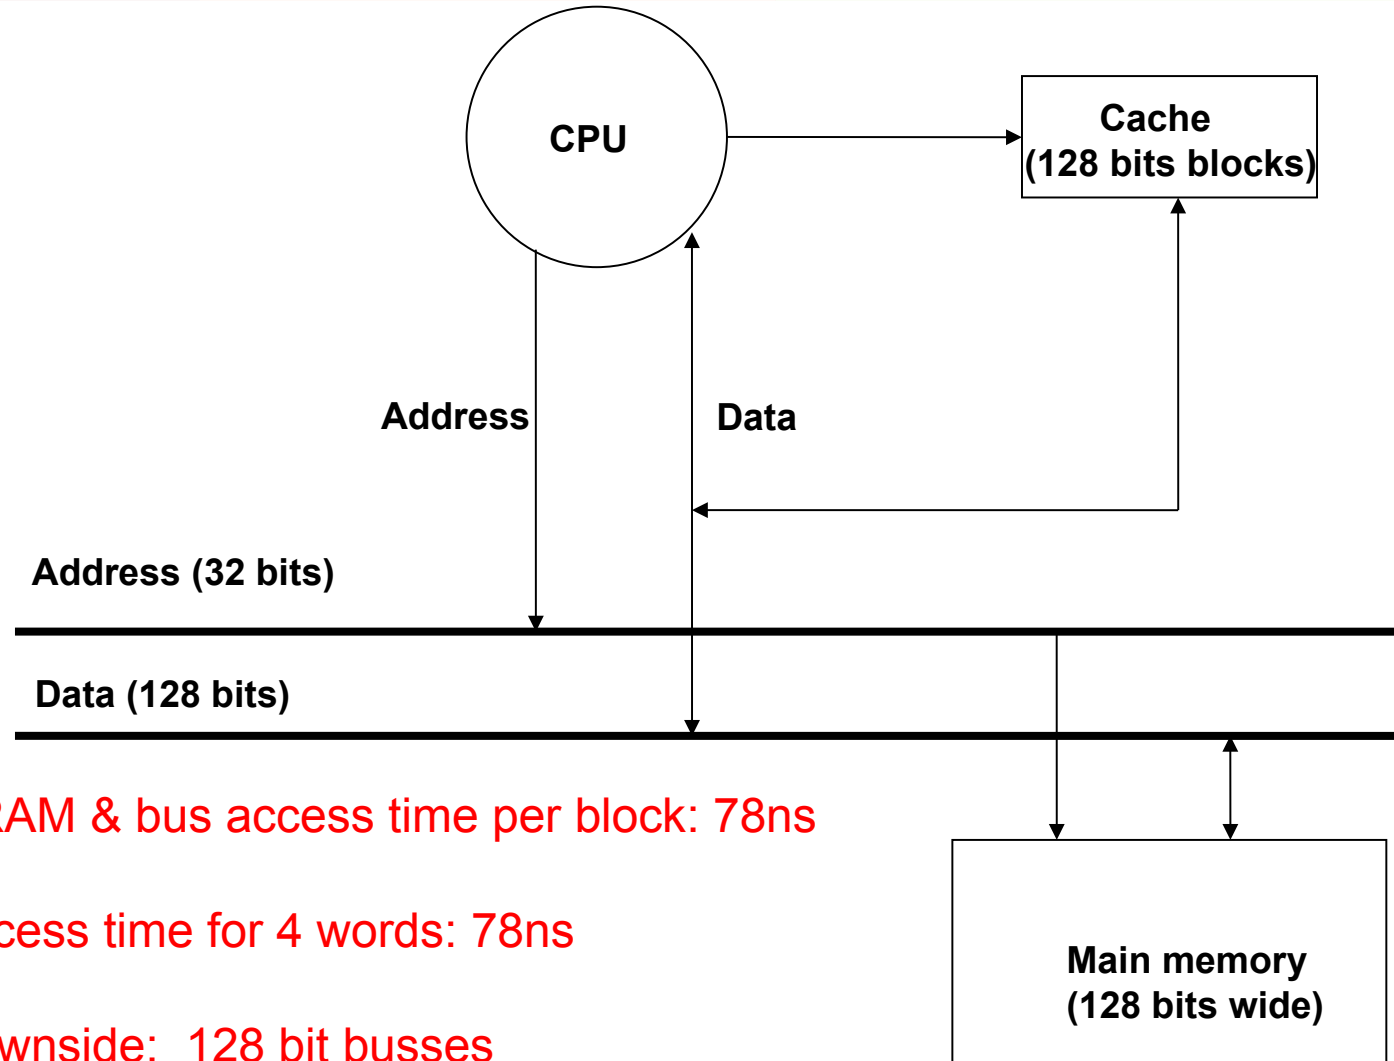 CPU
Cache
(128 bits blocks)
Address
Data
Address (32 bits)
Data (128 bits)
RAM & bus access time per block: 78ns
cess time for 4 words: 78ns
Main memory
(128 bits wide)
wnside: 128 bit busses